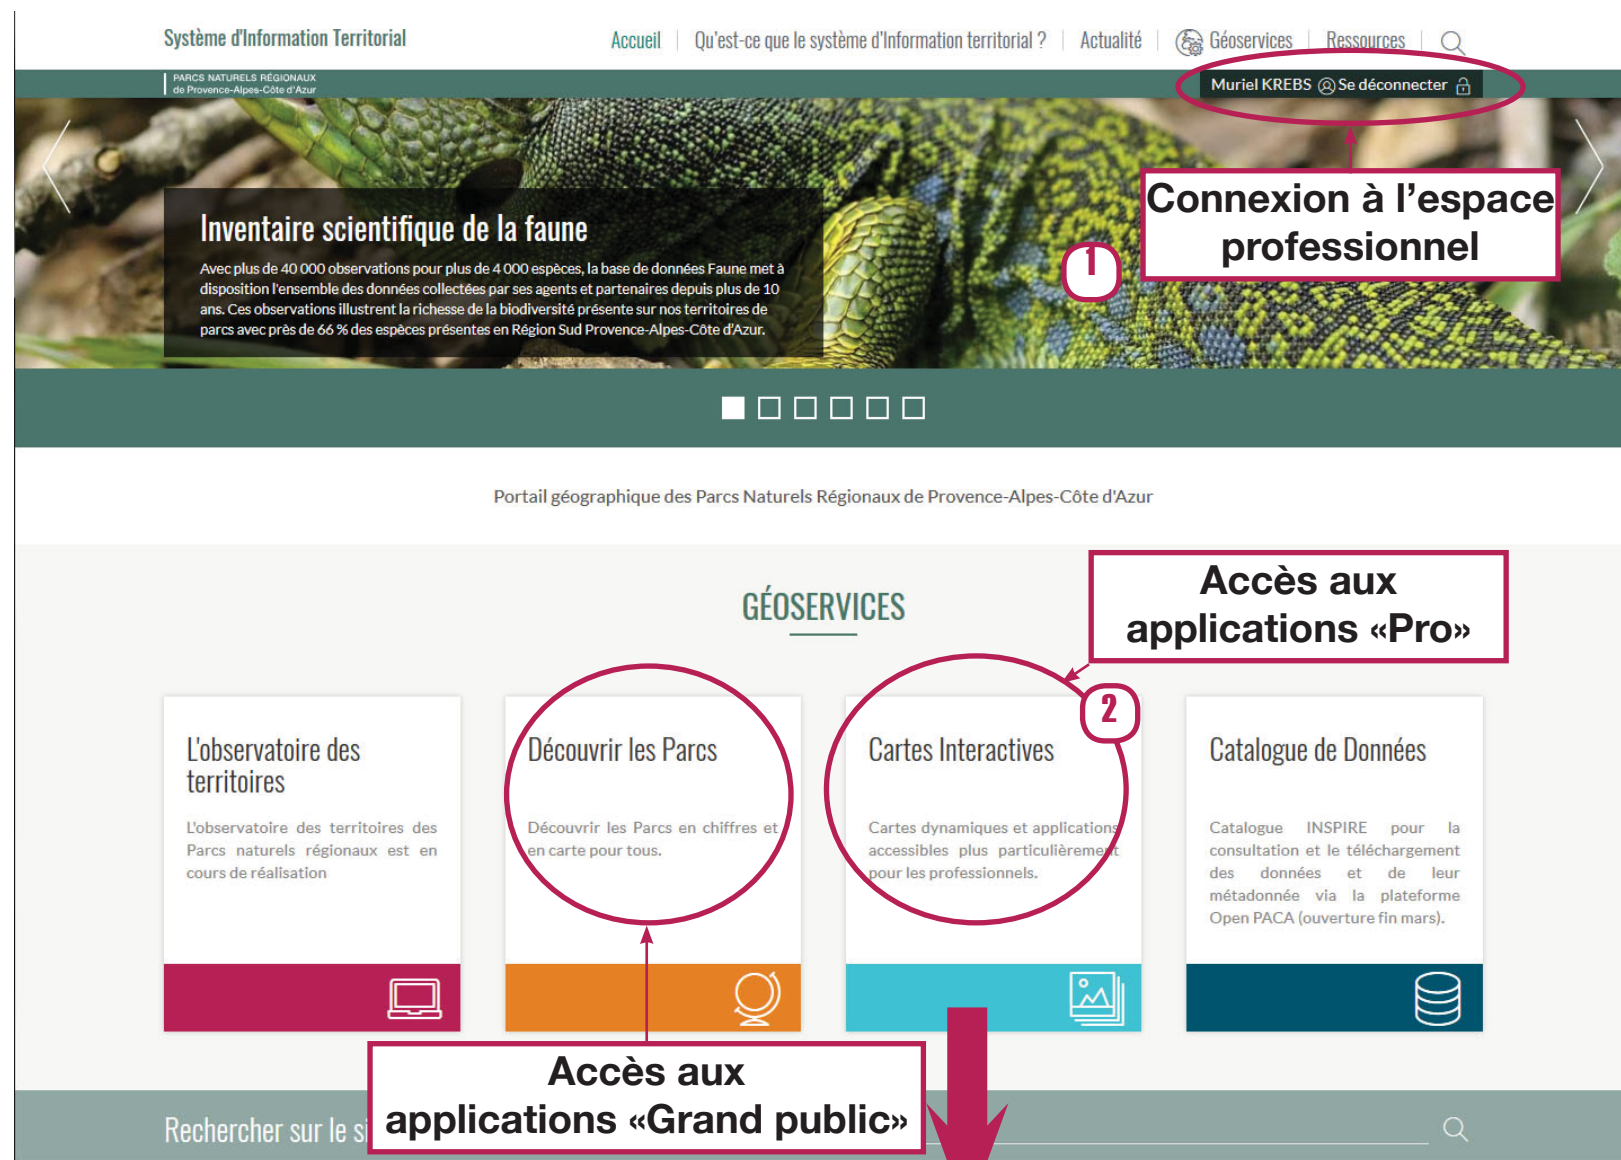 Système d'Information Territorial
Accueil
Qu'est-ce que le système d'Information territorial ?
Actualité
Géoservices
Ressources
PARCS NATURELS RÉGIONAUX
de Provence-Alpes-Côte d'Azur
Muriel KREBS Se déconnecter
Connexion à l'espace
professionnel
1
Inventaire scientifique de la faune
Avec plus de 40 000 observations pour plus de 4 000 espèces, la base de données Faune met à
disposition l'ensemble des données collectées par ses agents et partenaires depuis plus de 10
ans. Ces observations illustrent la richesse de la biodiversité présente sur nos territoires de
parcs avec près de 66 % des espèces présentes en Région Sud Provence-Alpes-Côte d'Azur.
Portail géographique des Parcs Naturels Régionaux de Provence-Alpes-Côte d'Azur
GÉOSERVICES
Accès aux
applications «Pro»
2
L'observatoire des
territoires
L'observatoire des territoires des
Parcs naturels régionaux est en
cours de réalisation
Découvrir les Parcs
Découvrir les Parcs en chiffres et
en carte pour tous.
Cartes Interactives
Cartes dynamiques et applications
accessibles plus particulièrement
pour les professionnels.
Catalogue de Données
Catalogue INSPIRE pour la
consultation et le téléchargement
des données et de leur
métadonnée via la plateforme
Open PACA (ouverture fin mars).
Accès aux
applications «Grand public»
Rechercher sur le si